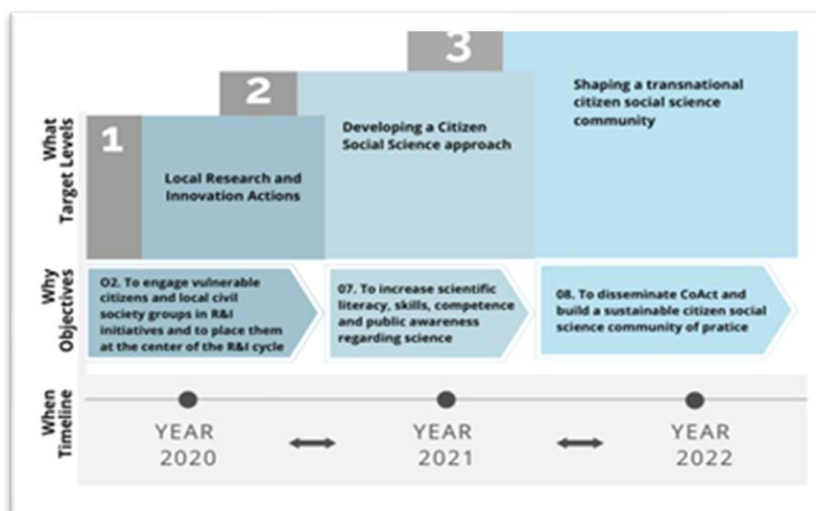 What
Target Levels
1
Local Research and
Innovation Actions
2
Developing a Citizen
Social Science approach
3
Shaping a transnational
citizen social science
community
Why
Objectives
O2. To engage vulnerable
citizens and local civil
society groups in R&I
initiatives and to place them
at the center of the R&I cycle
07. To increase scientific
literacy, skills, competence
and public awareness
regarding science
08. To disseminate CoAct and
build a sustainable citizen social
science community of pratice
When
Timeline
YEAR
2020
YEAR
2021
YEAR
2022